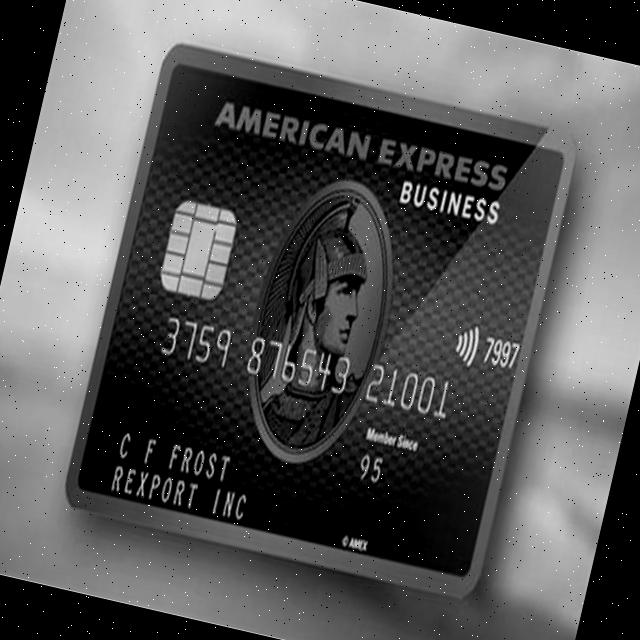 AMERICAN EXPRESS
BUSINESS
7997
3759 876543 21001
Member Since
95
C F FROST
REXPORT INC
© AMEX